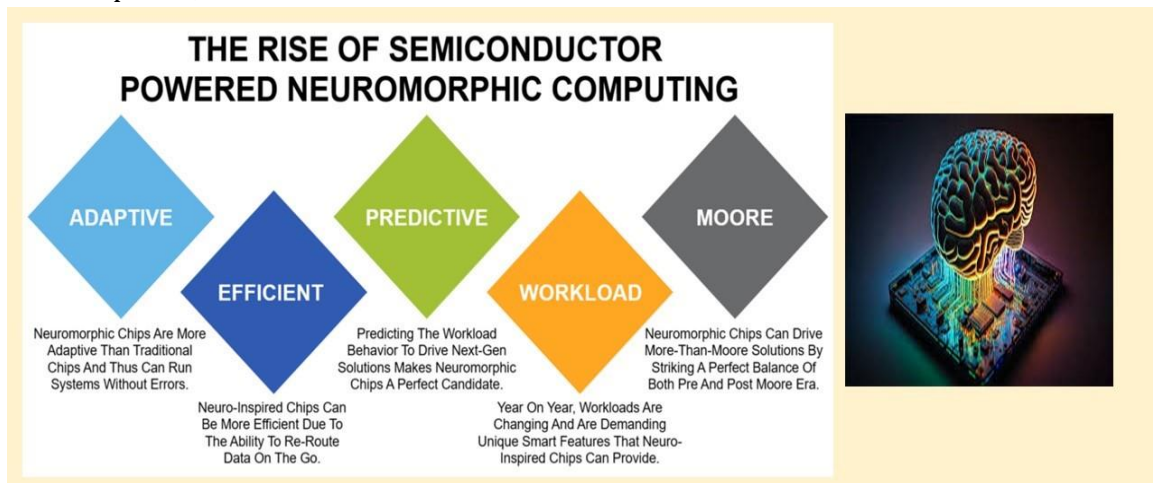 THE RISE OF SEMICONDUCTOR
POWERED NEUROMORPHIC COMPUTING
ADAPTIVE
Neuromorphic Chips Are More
Adaptive Than Traditional
Chips And Thus Can Run
Systems Without Errors.
EFFICIENT
Neuro-Inspired Chips Can
Be More Efficient Due To
The Ability To Re-Route
Data On The Go.
PREDICTIVE
Predicting The Workload
Behavior To Drive Next-Gen
Solutions Makes Neuromorphic
Chips A Perfect Candidate.
WORKLOAD
Year On Year, Workloads Are
Changing And Are Demanding
Unique Smart Features That Neuro-
Inspired Chips Can Provide.
MOORE
Neuromorphic Chips Can Drive
More-Than-Moore Solutions By
Striking A Perfect Balance Of
Both Pre And Post Moore Era.